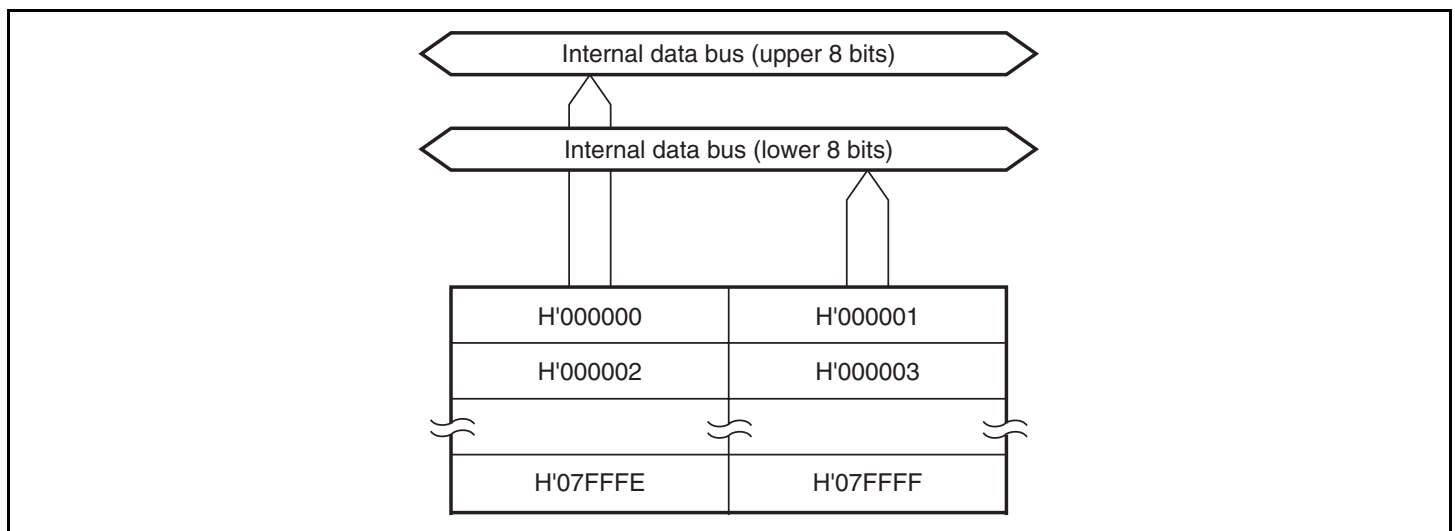 Internal data bus (upper 8 bits)
Internal data bus (lower 8 bits)
H'000000 H'000001
H'000002 H'000003
H'07FFFE H'07FFFF